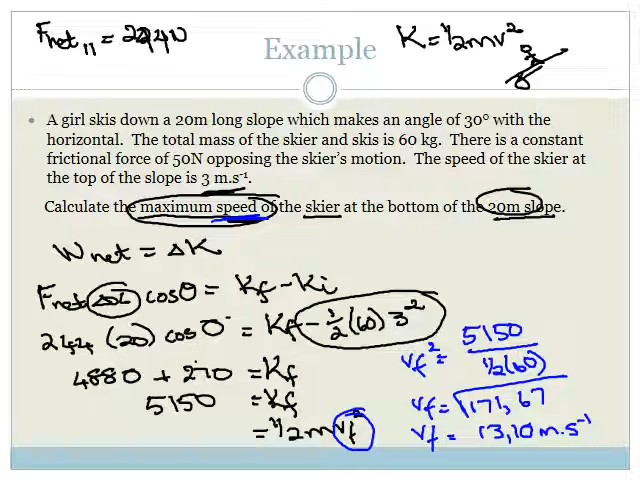 Fnet₁₁ = 2440
K = ½mv²
Example
• A girl skis down a 20m long slope which makes an angle of 30° with the
horizontal. The total mass of the skier and skis is 60 kg. There is a constant
frictional force of 50N opposing the skier's motion. The speed of the skier at
the top of the slope is 3 m.s⁻¹.
Calculate the maximum speed of the skier at the bottom of the 20m slope.
Wnet = ΔK
Fnet Δx cosθ = Kf - Ki
244 (20) cos 0° = Kf - ½(60)3²
4880 + 270 = Kf
5150 = Kf
= ½mvf²
vf² = 5150 / ½(60)
vf = √171,67
vf = 13,10 m.s⁻¹